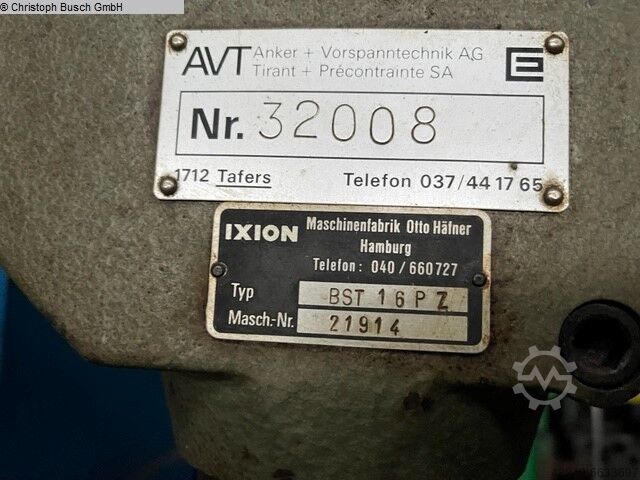 © Christoph Busch GmbH
AVT Anker + Vorspanntechnik AG
Tirant + Précontrainte SA
Nr. 32008
1712 Tafers Telefon 037/44 17 65
IXION Maschinenfabrik Otto Häfner
Hamburg
Telefon: 040/660727
Typ BST 16 PZ
Masch-Nr. 21914